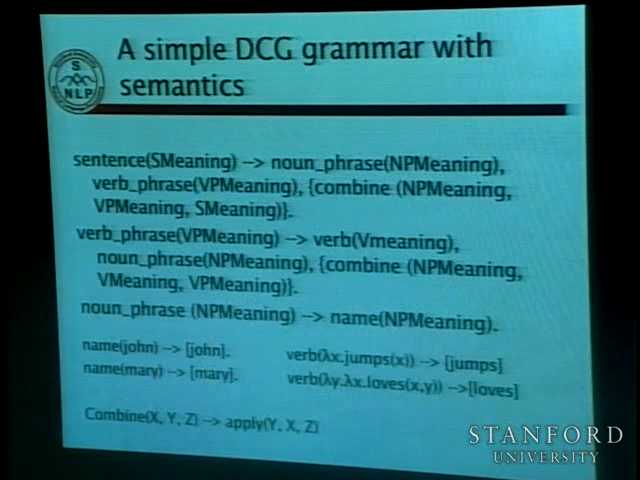 A simple DCG grammar with
semantics
S
NLP
sentence(SMeaning) –> noun_phrase(NPMeaning),
verb_phrase(VPMeaning), {combine (NPMeaning,
VPMeaning, SMeaning)}.
verb_phrase(VPMeaning) –> verb(Vmeaning),
noun_phrase(NPMeaning), {combine (NPMeaning,
VMeaning, VPMeaning)}.
noun_phrase (NPMeaning) –> name(NPMeaning).
name(john) –> [john].
name(mary) –> [mary].
verb(λx.jumps(x)) –> [jumps]
verb(λy.λx.loves(x,y)) –>[loves]
Combine(X, Y, Z) –> apply(Y, X, Z)
STANFORD
UNIVERSITY